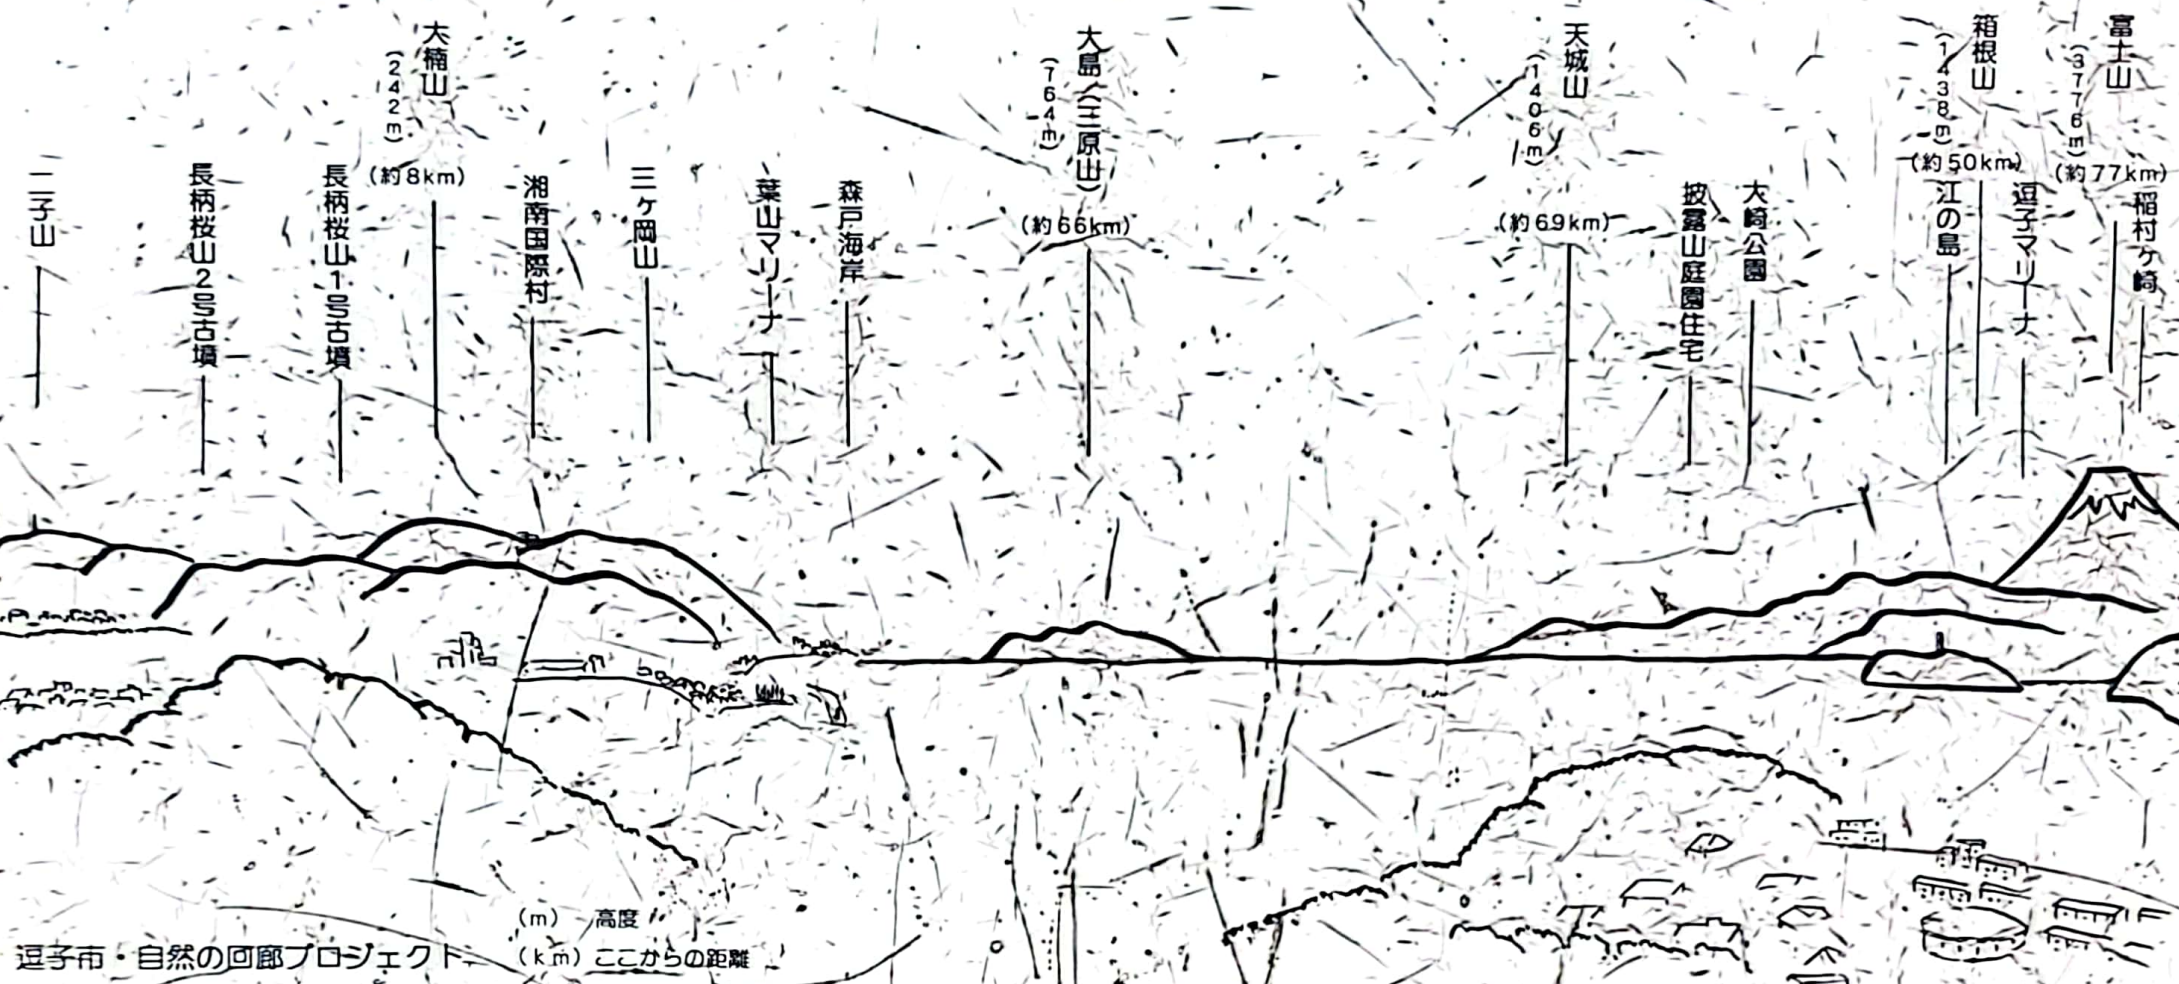 二子山
長柄桜山2号古墳
長柄桜山1号古墳
大楠山
(242m)
(約8km)
湘南国際村
三ケ岡山
葉山マリーナ
森戸海岸
大島(三原山)
(764m)
(約66km)
天城山
(1406m)
(約69km)
披露山庭園住宅
大崎公園
箱根山
(1438m)
(約50km)
江の島
逗子マリーナ
富士山
(3776m)
(約77km)
稲村ヶ崎
(m) 高度
(km) ここからの距離
逗子市・自然の回廊プロジェクト